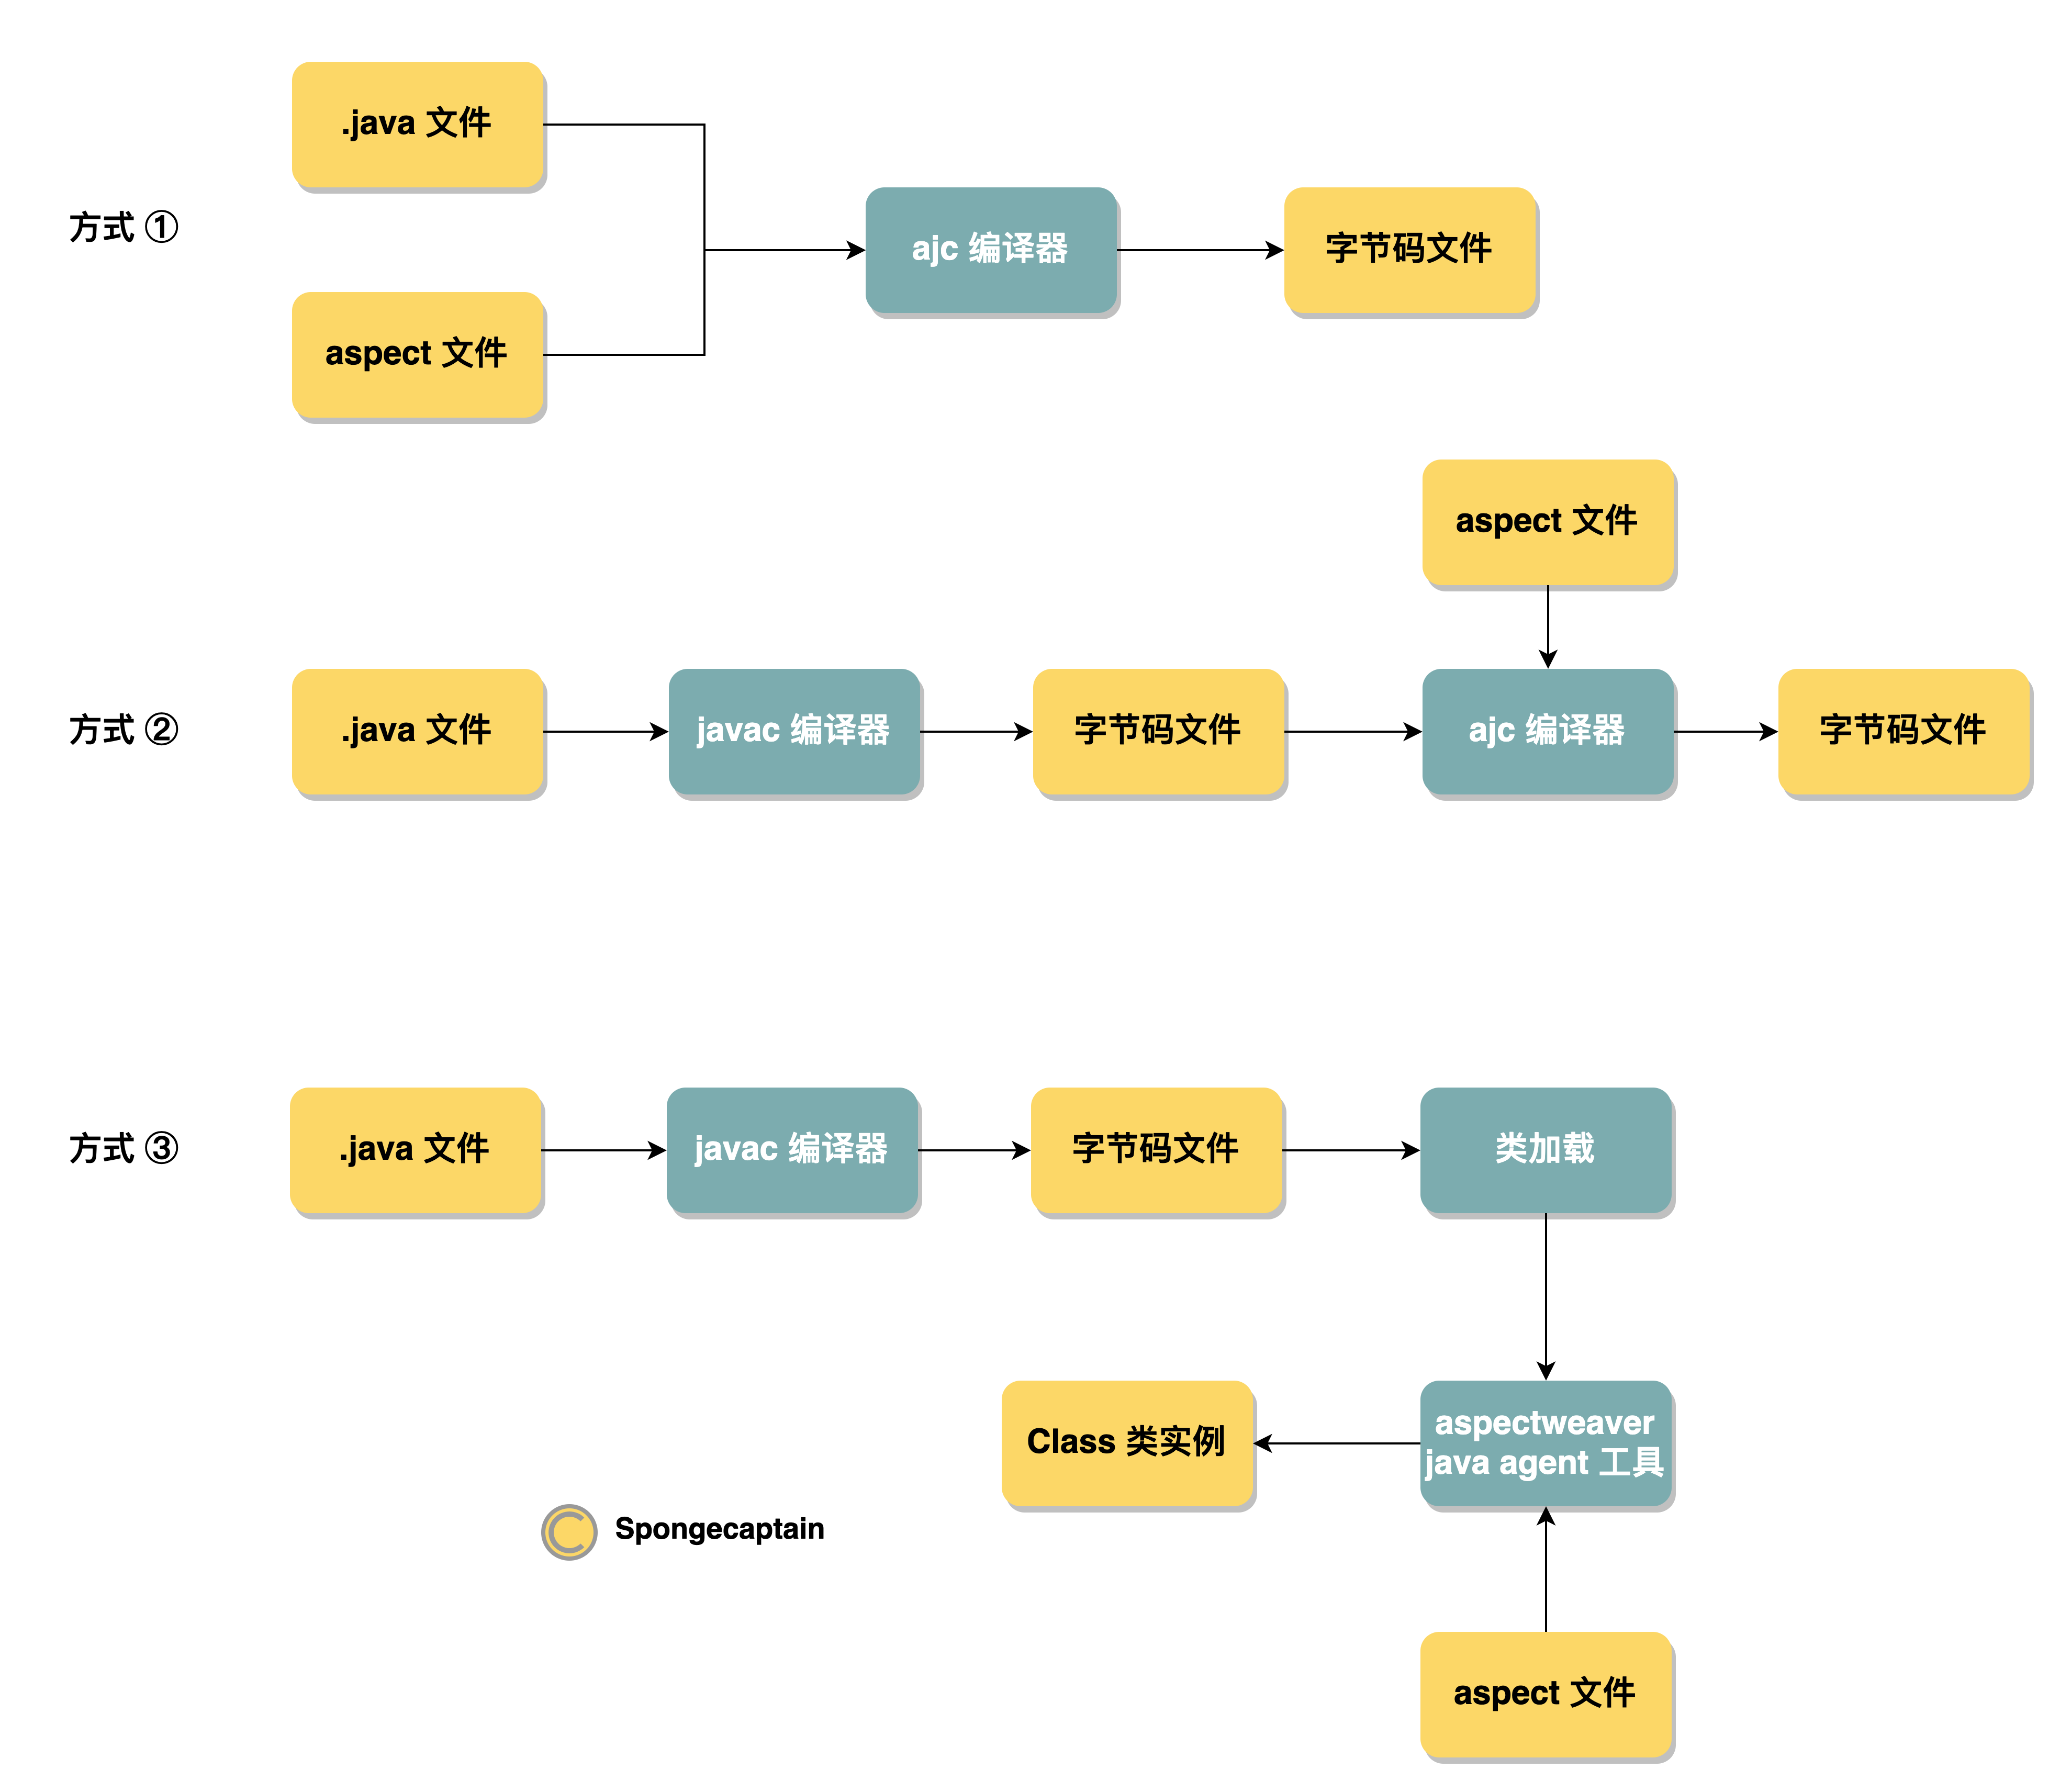 .java 文件
方式 ①
ajc 编译器
字节码文件
aspect 文件
aspect 文件
方式 ②
.java 文件
javac 编译器
字节码文件
ajc 编译器
字节码文件
方式 ③
.java 文件
javac 编译器
字节码文件
类加载
Class 类实例
aspectweaver
java agent 工具
C
Spongecaptain
aspect 文件